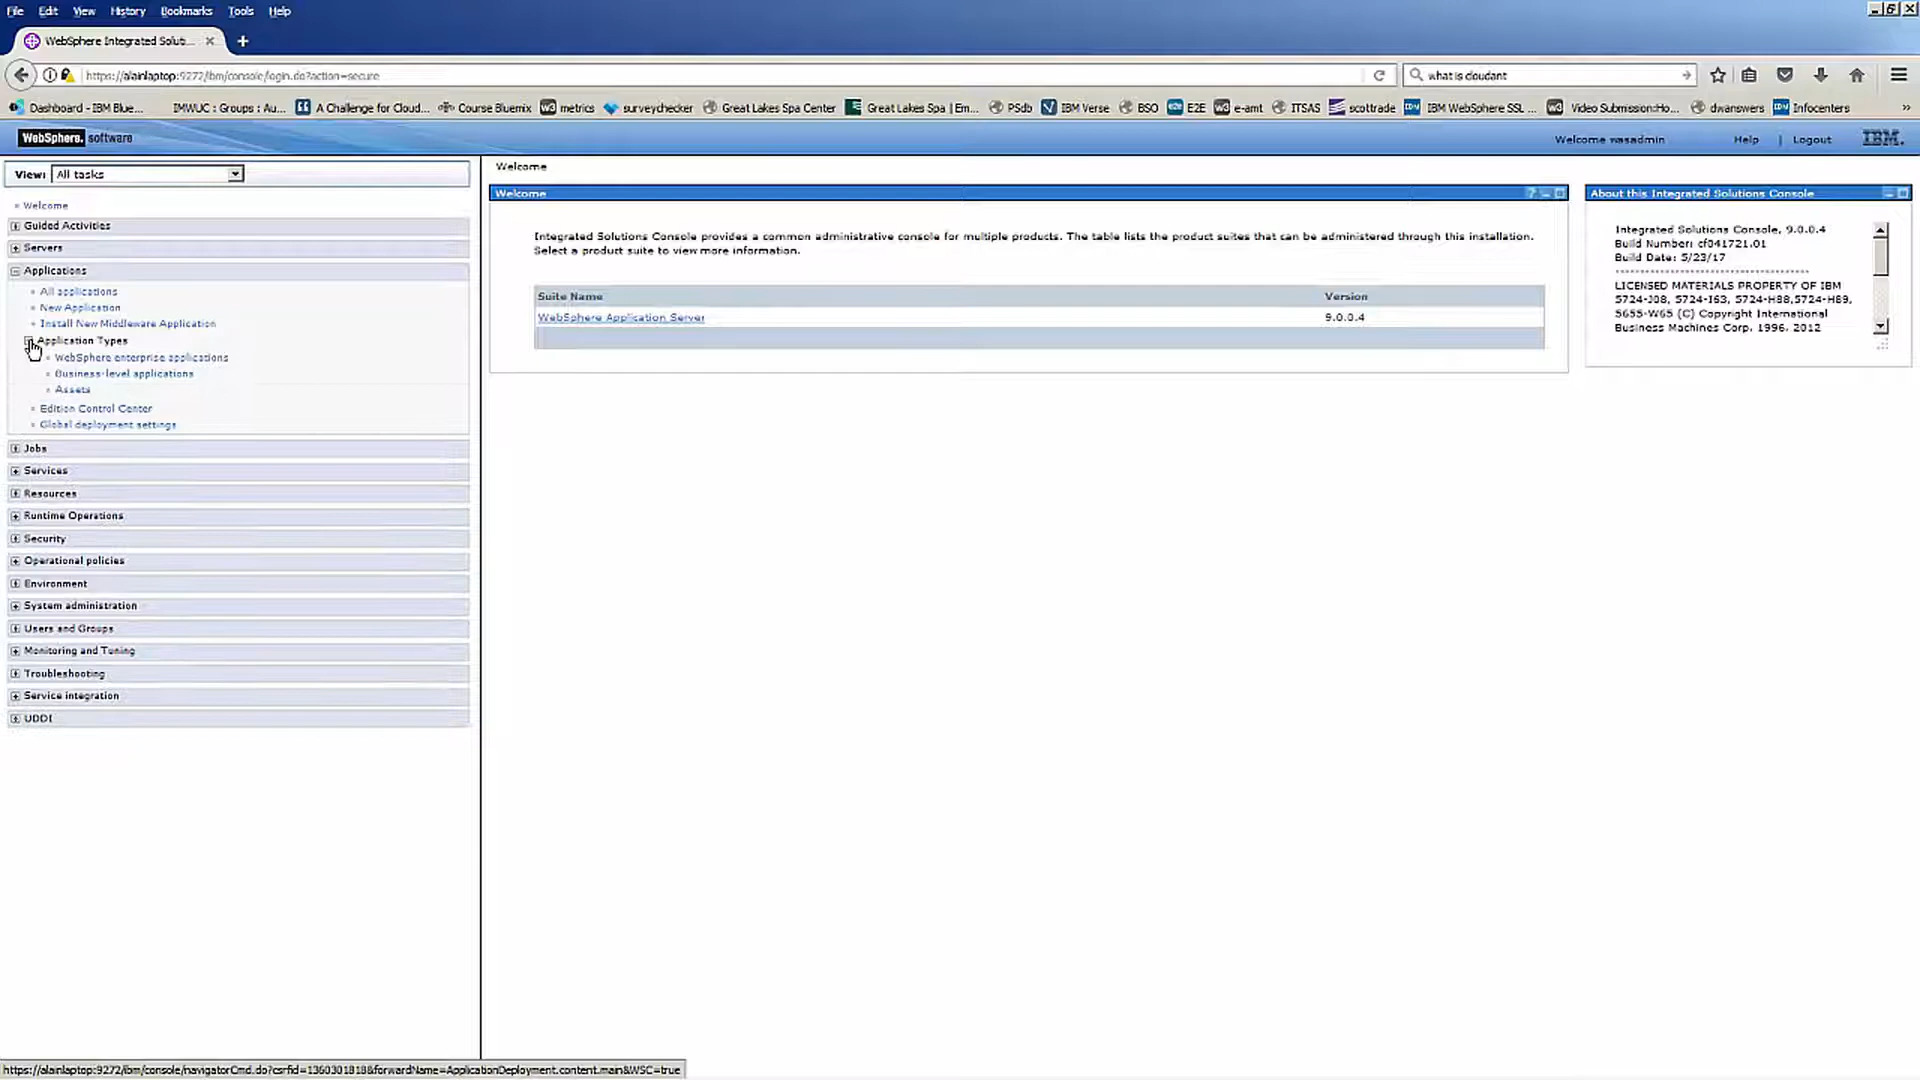 File Edit View History Bookmarks Tools Help
WebSphere Integrated Solut...
https://alainlaptop:9272/ibm/console/login.do?action=secure
what is cloudant
Dashboard - IBM Blue... IMWUC : Groups : Au... A Challenge for Cloud... Course Bluemix metrics surveychecker Great Lakes Spa Center Great Lakes Spa | Em... PSdb IBM Verse BSO E2E e-amt ITSAS scottrade IBM WebSphere SSL ... Video Submission:Ho... dwanswers Infocenters
WebSphere. software
Welcome wasadmin Help | Logout IBM.
View: All tasks
Welcome
Guided Activities
Servers
Applications
All applications
New Application
Install New Middleware Application
Application Types
WebSphere enterprise applications
Business-level applications
Assets
Edition Control Center
Global deployment settings
Jobs
Services
Resources
Runtime Operations
Security
Operational policies
Environment
System administration
Users and Groups
Monitoring and Tuning
Troubleshooting
Service integration
UDDI
Welcome
Welcome
Integrated Solutions Console provides a common administrative console for multiple products. The table lists the product suites that can be administered through this installation.
Select a product suite to view more information.
Suite Name Version
WebSphere Application Server 9.0.0.4
About this Integrated Solutions Console
Integrated Solutions Console, 9.0.0.4
Build Number: cf041721.01
Build Date: 5/23/17
----------------------------------------
LICENSED MATERIALS PROPERTY OF IBM
5724-J08, 5724-I63, 5724-H88,5724-H89,
5655-W65 (C) Copyright International
Business Machines Corp. 1996, 2012
https://alainlaptop:9272/ibm/console/navigatorCmd.do?csrfid=1360301818&forwardName=ApplicationDeployment.content.main&WSC=true